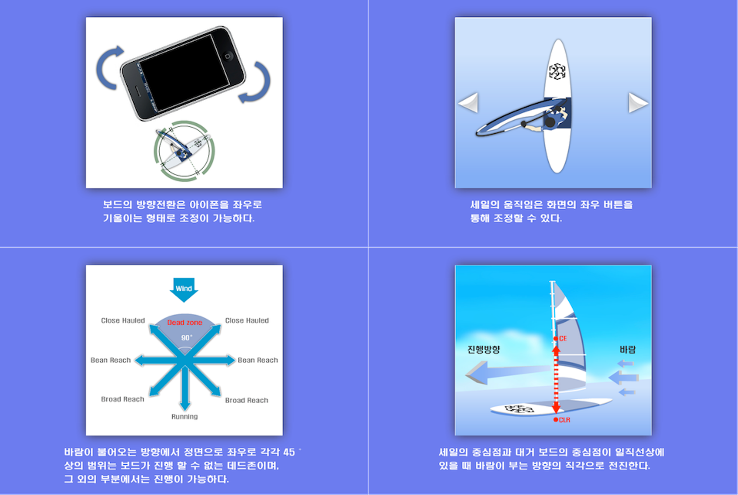 보드의 방향전환은 아이폰을 좌우로
기울이는 형태로 조정이 가능하다.
세일의 움직임은 화면의 좌우 버튼을
통해 조정할 수 있다.
Wind
Close Hauled
Dead zone
Close Hauled
90°
Bean Reach
Bean Reach
Broad Reach
Broad Reach
Running
바람이 불어오는 방향에서 정면으로 좌우로 각각 45°
상의 범위는 보드가 진행 할 수 없는 데드존이며,
그 외의 부분에서는 진행이 가능하다.
CE
진행방향
바람
CLR
세일의 중심점과 대거 보드의 중심점이 일직선상에
있을 때 바람이 부는 방향의 직각으로 전진한다.